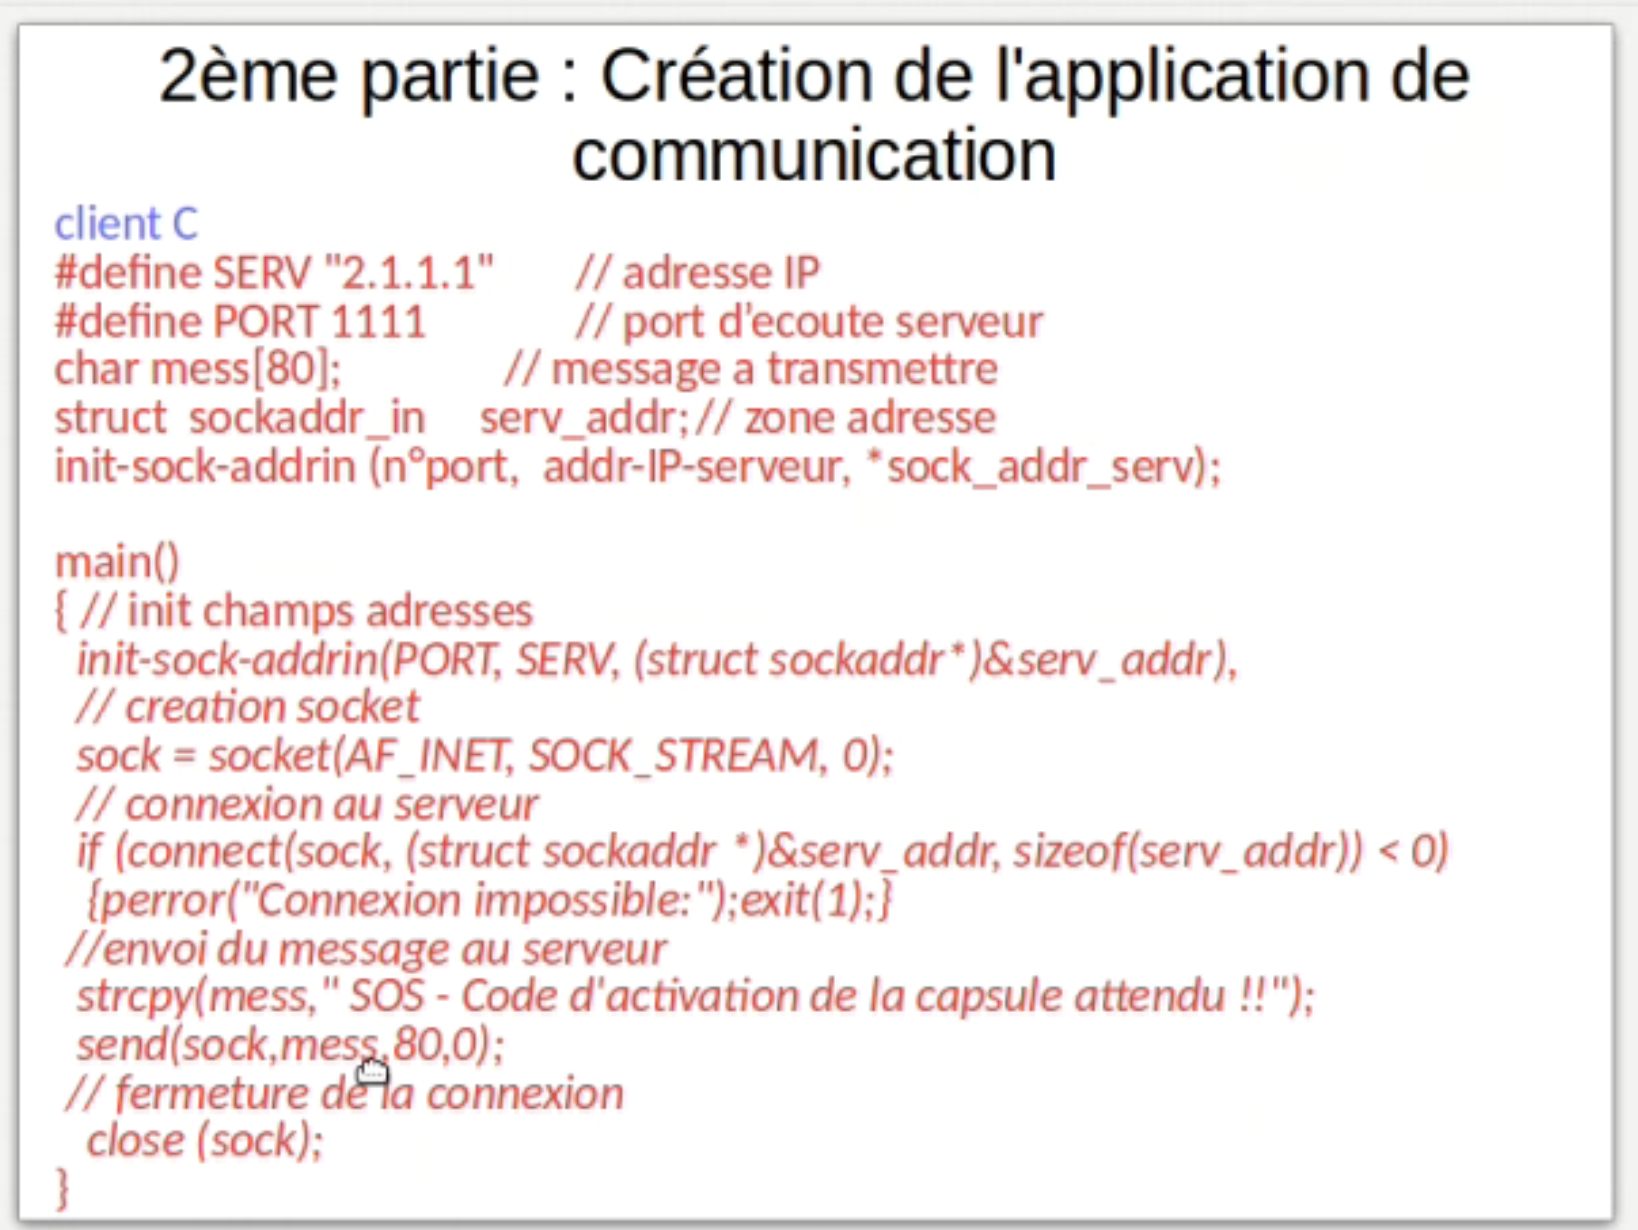 2ème partie : Création de l'application de
communication
client C
#define SERV "2.1.1.1" // adresse IP
#define PORT 1111 // port d’ecoute serveur
char mess[80]; // message a transmettre
struct sockaddr_in serv_addr; // zone adresse
init-sock-addrin (n°port, addr-IP-serveur, *sock_addr_serv);
main()
{ // init champs adresses
init-sock-addrin(PORT, SERV, (struct sockaddr*)&serv_addr),
// creation socket
sock = socket(AF_INET, SOCK_STREAM, 0);
// connexion au serveur
if (connect(sock, (struct sockaddr *)&serv_addr, sizeof(serv_addr)) < 0)
{perror("Connexion impossible:");exit(1);}
//envoi du message au serveur
strcpy(mess," SOS - Code d'activation de la capsule attendu !!");
send(sock,mess,80,0);
// fermeture de la connexion
close (sock);
}